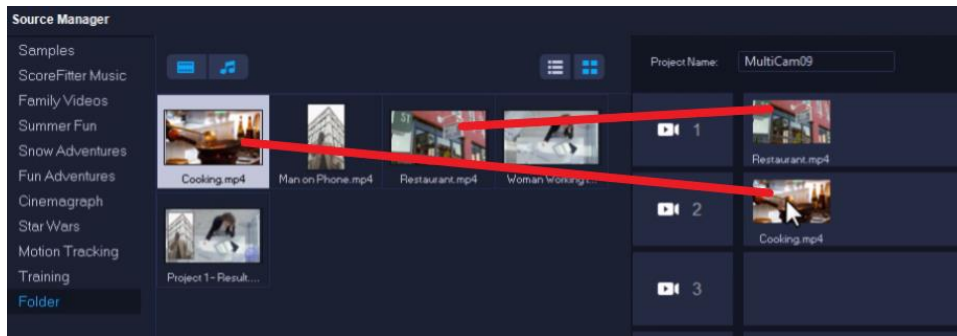 Source Manager
Samples
ScoreFitter Music
Family Videos
Summer Fun
Snow Adventures
Fun Adventures
Cinemagraph
Star Wars
Motion Tracking
Training
Folder
Cooking.mp4
Man on Phone.mp4
Restaurant.mp4
Woman Working
Project 1 - Result....
Project Name:
MultiCam09
1
Restaurant.mp4
2
Cooking.mp4
3